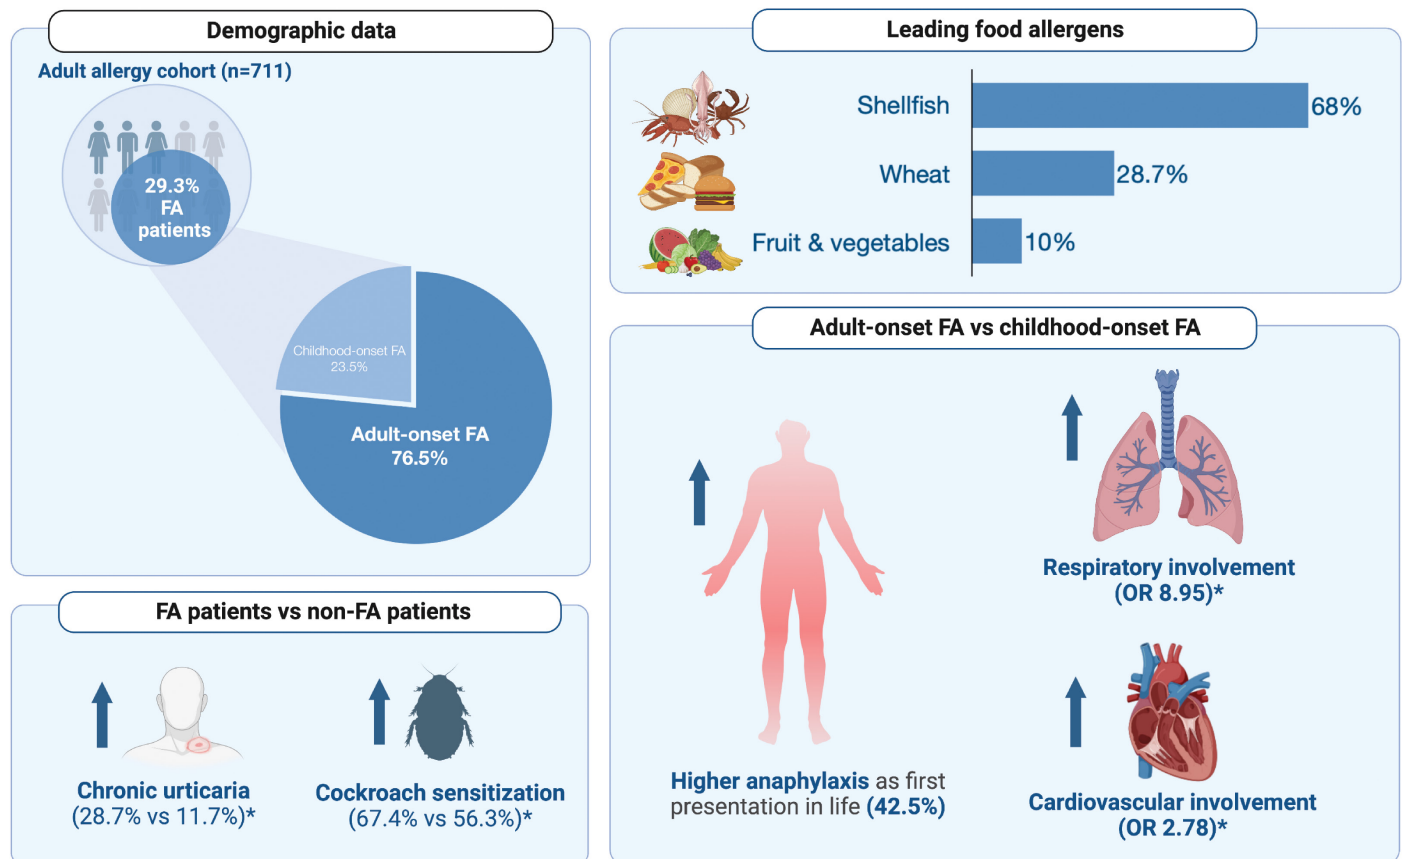 Demographic data
Adult allergy cohort (n=711)
29.3%
FA
patients
Childhood-onset FA
23.5%
Adult-onset FA
76.5%
FA patients vs non-FA patients
Chronic urticaria
(28.7% vs 11.7%)*
Cockroach sensitization
(67.4% vs 56.3%)*
Leading food allergens
Shellfish
68%
Wheat
28.7%
Fruit & vegetables
10%
Adult-onset FA vs childhood-onset FA
Higher anaphylaxis as first
presentation in life (42.5%)
Respiratory involvement
(OR 8.95)*
Cardiovascular involvement
(OR 2.78)*